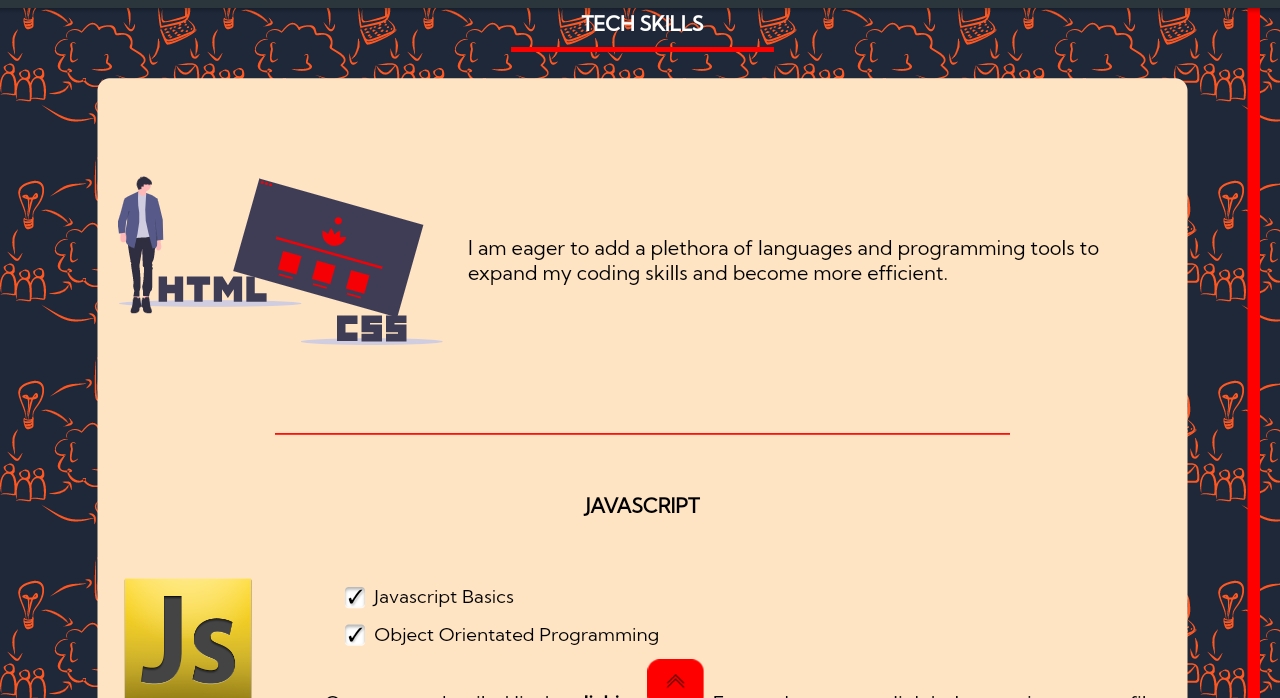 TECH SKILLS
I am eager to add a plethora of languages and programming tools to
expand my coding skills and become more efficient.
HTML
CSS
JAVASCRIPT
Javascript Basics
Object Orientated Programming
Js